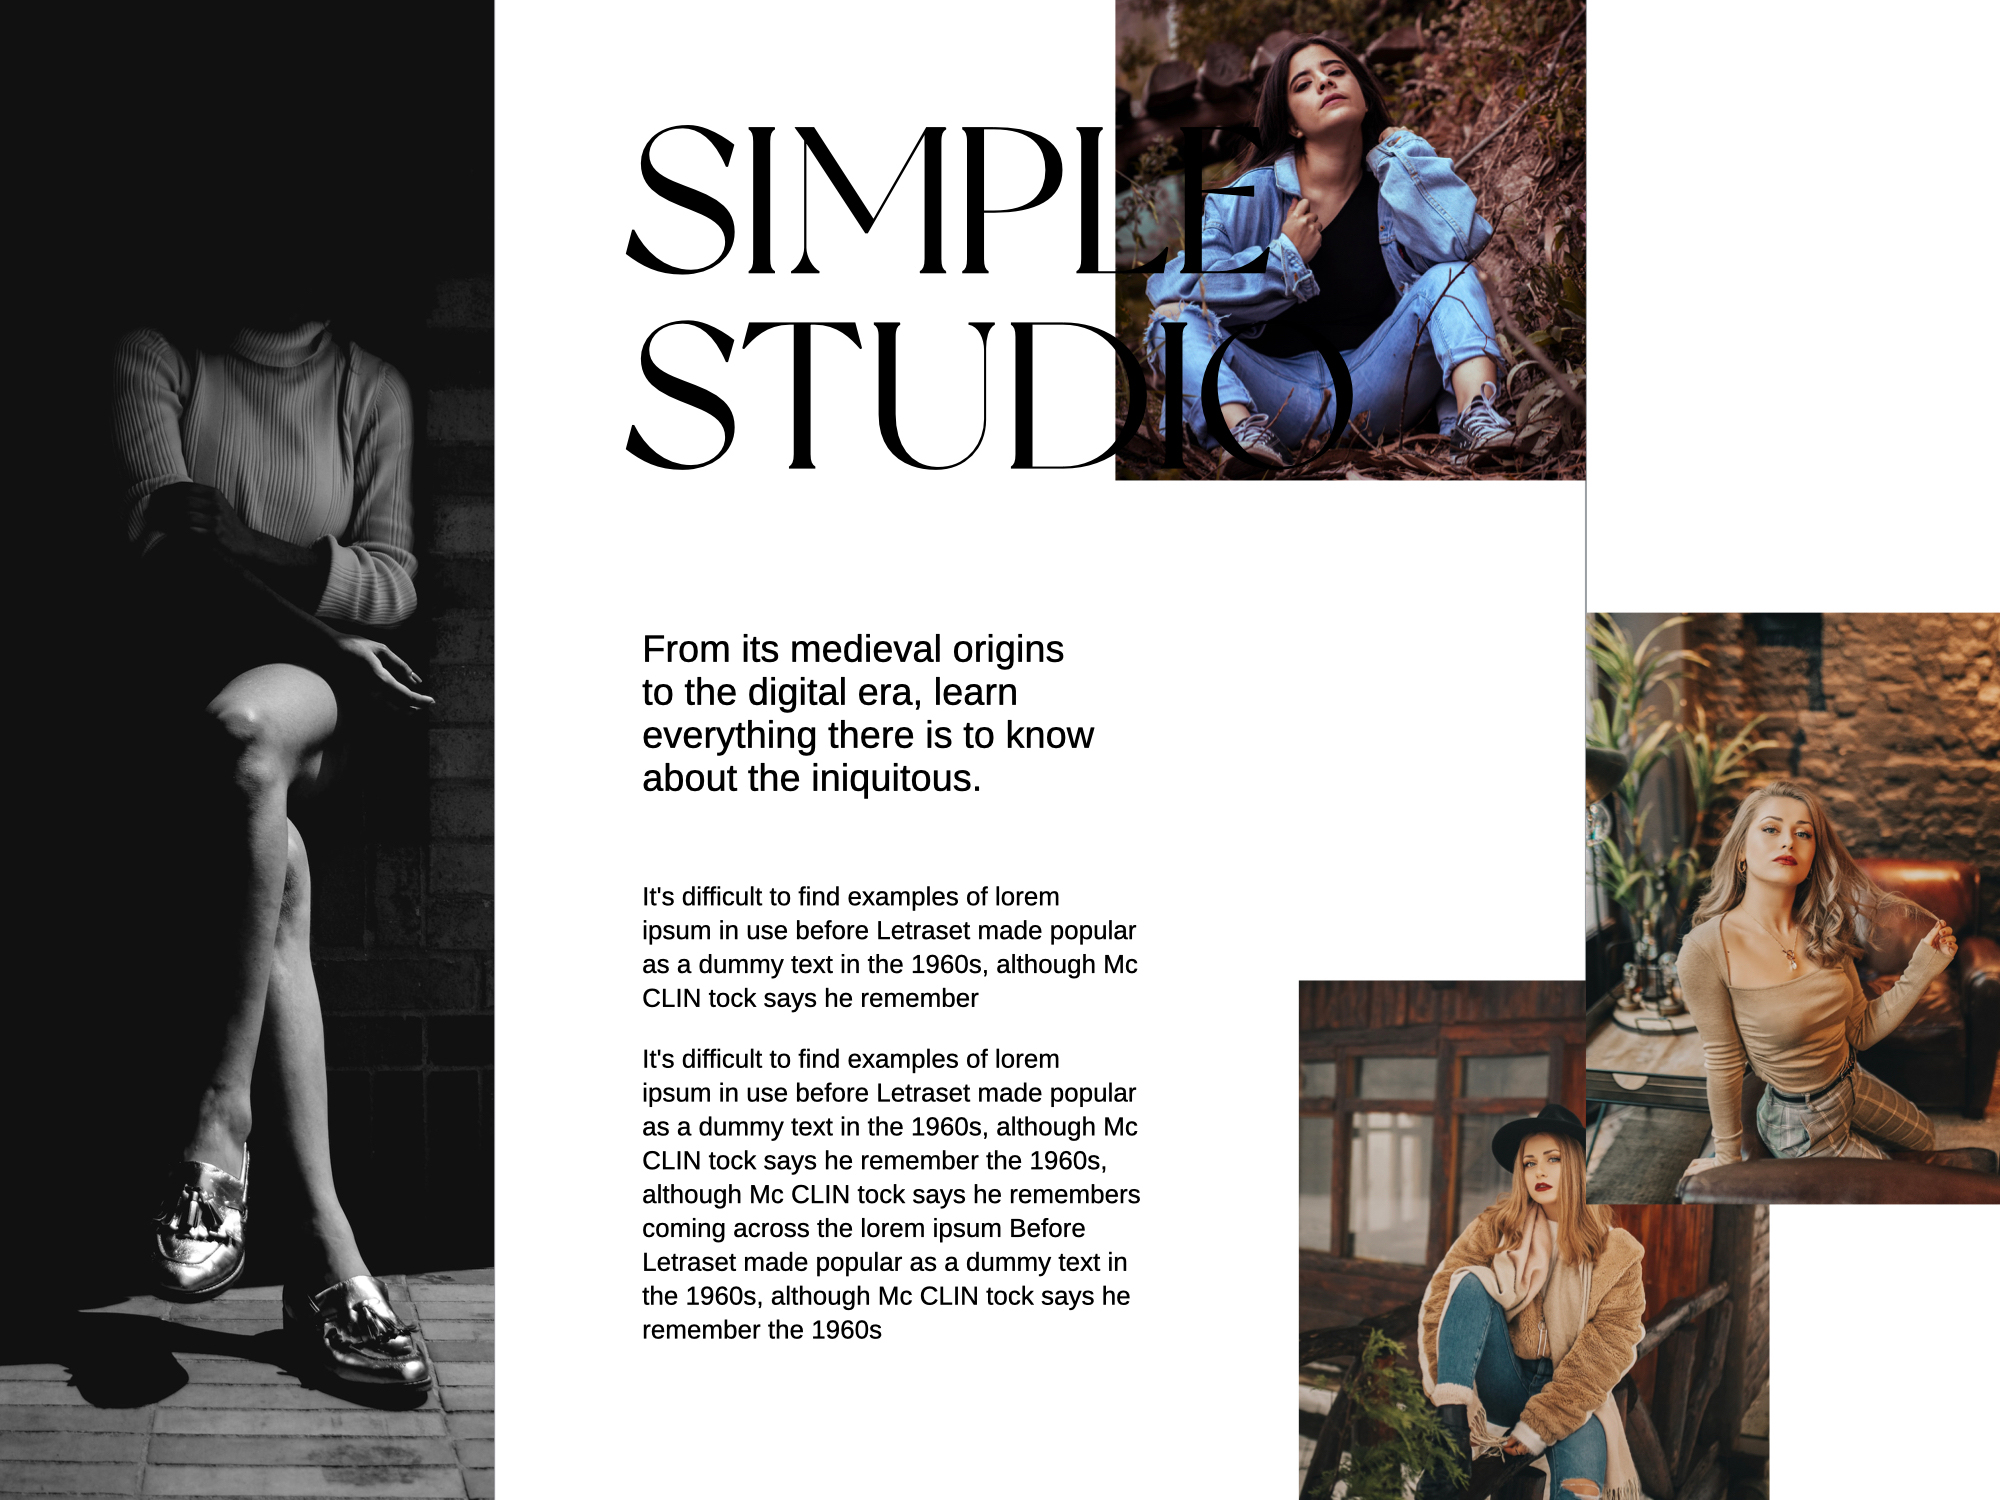 SIMPLE
STUDIO
From its medieval origins
to the digital era, learn
everything there is to know
about the iniquitous.
It's difficult to find examples of lorem
ipsum in use before Letraset made popular
as a dummy text in the 1960s, although Mc
CLIN tock says he remember
It's difficult to find examples of lorem
ipsum in use before Letraset made popular
as a dummy text in the 1960s, although Mc
CLIN tock says he remember the 1960s,
although Mc CLIN tock says he remembers
coming across the lorem ipsum Before
Letraset made popular as a dummy text in
the 1960s, although Mc CLIN tock says he
remember the 1960s